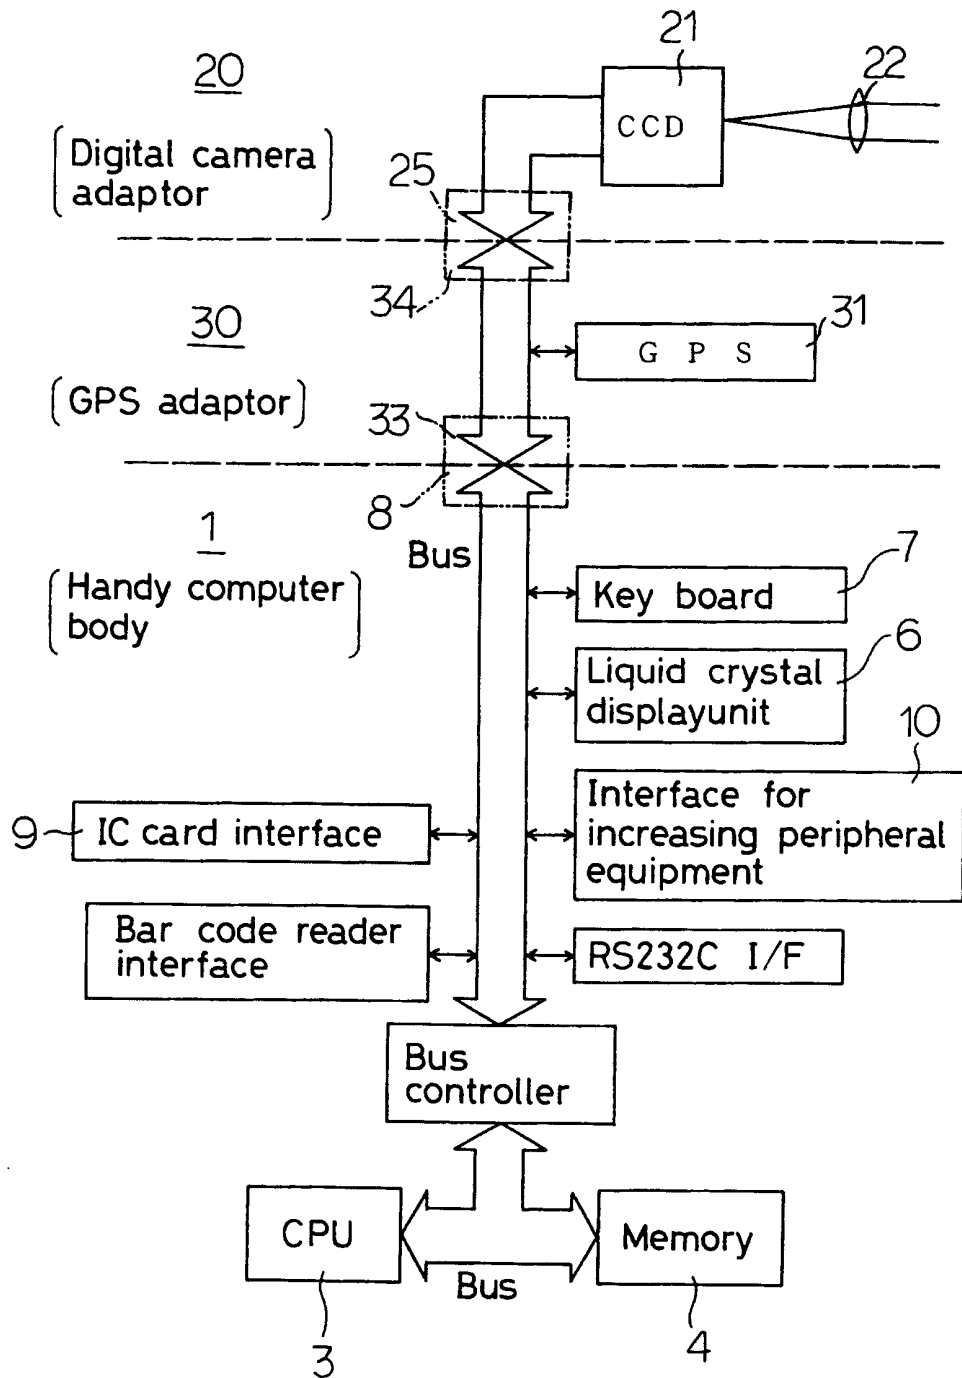 21
20
22
CCD
Digital camera
adaptor
25
34
30
31
G P S
GPS adaptor
33
8
1
Bus
7
Handy computer
body
Key board
6
Liquid crystal
displayunit
10
Interface for
increasing peripheral
equipment
9
IC card interface
Bar code reader
interface
RS232C I/F
Bus
controller
CPU
Memory
Bus
3
4